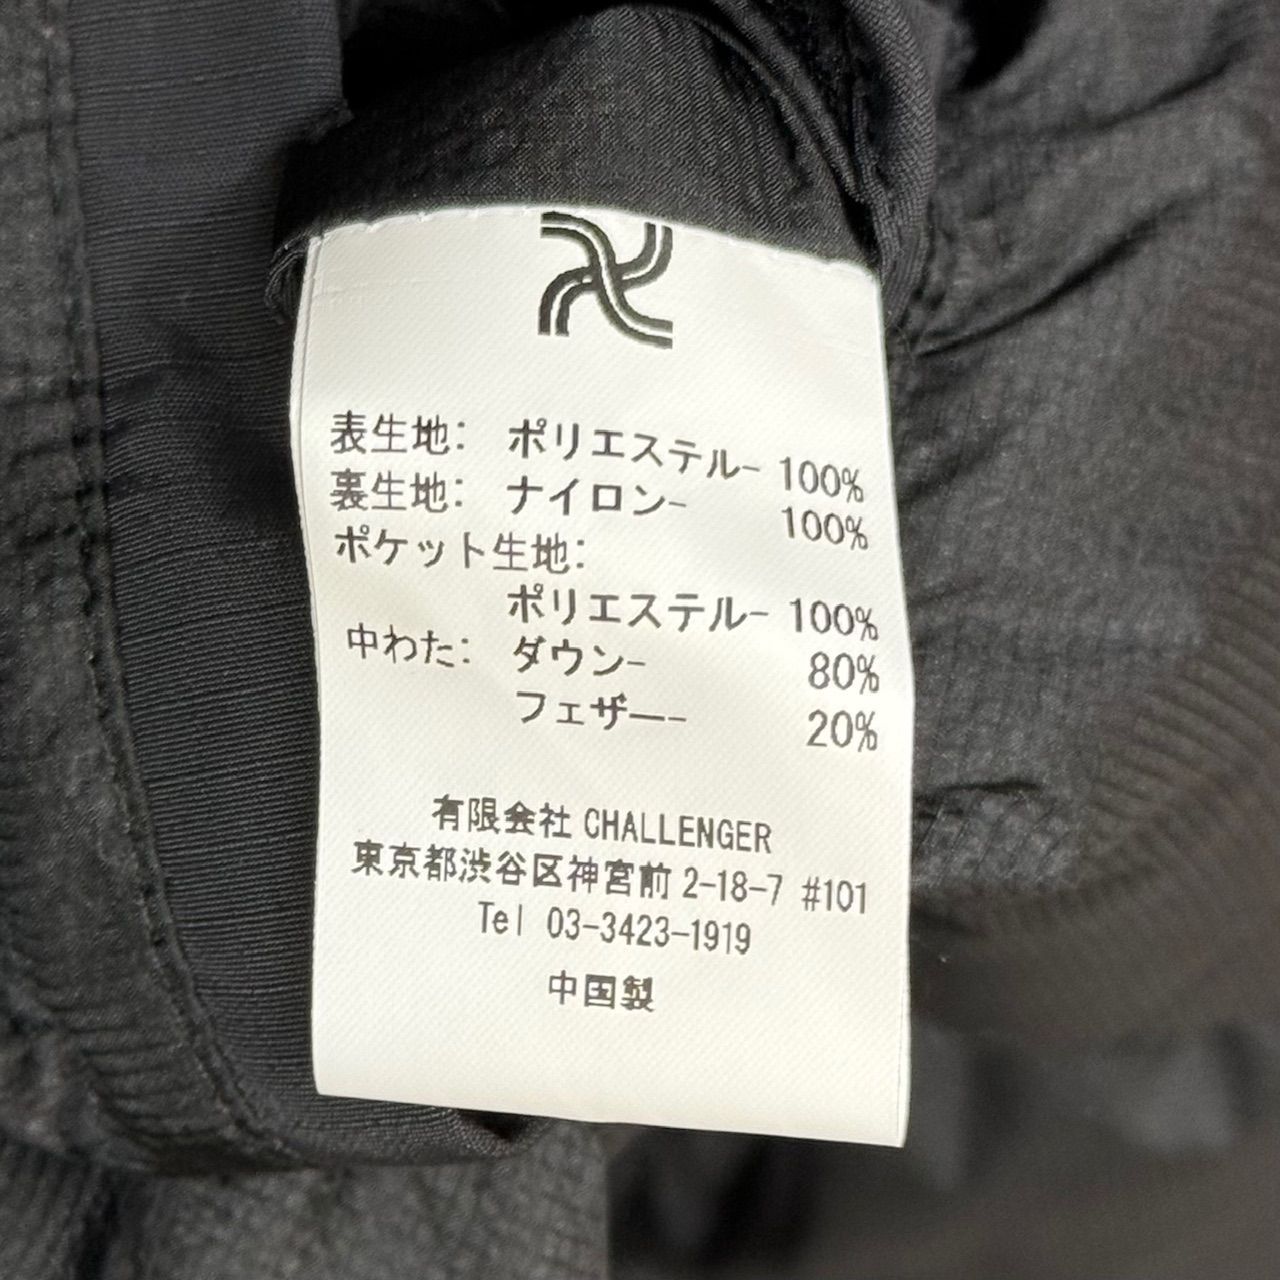 表生地: ポリエステル- 100%
裏生地: ナイロン- 100%
ポケット生地:
ポリエステル- 100%
中わた: ダウン- 80%
フェザー- 20%
有限会社 CHALLENGER
東京都渋谷区神宮前 2-18-7 #101
Tel 03-3423-1919
中国製